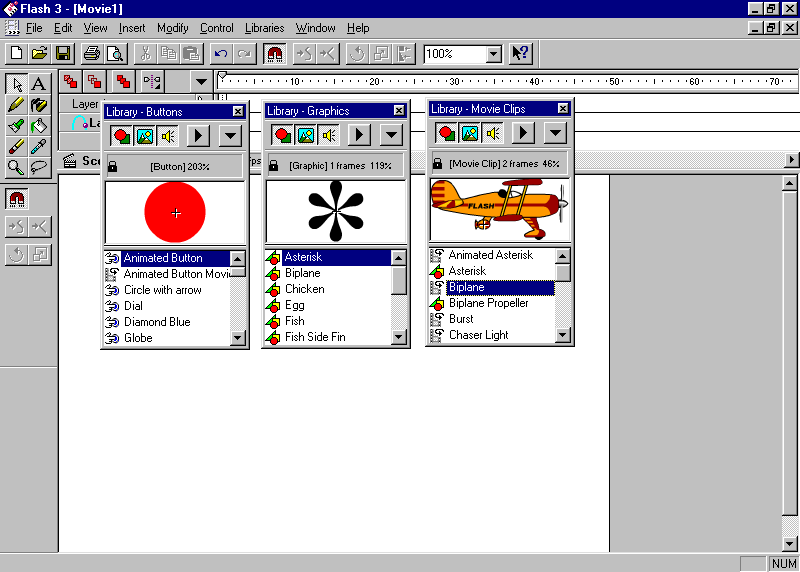 Flash 3 - [Movie1]
File Edit View Insert Modify Control Libraries Window Help
100%
A
10 20 30 40 50 60 70
Layer
La
Sce
Library - Buttons
[Button] 203%
Animated Button
Animated Button Movi
Circle with arrow
Dial
Diamond Blue
Globe
Library - Graphics
[Graphic] 1 frames 119%
Asterisk
Biplane
Chicken
Egg
Fish
Fish Side Fin
Library - Movie Clips
[Movie Clip] 2 frames 46%
FLASH
Animated Asterisk
Asterisk
Biplane
Biplane Propeller
Burst
Chaser Light
NUM